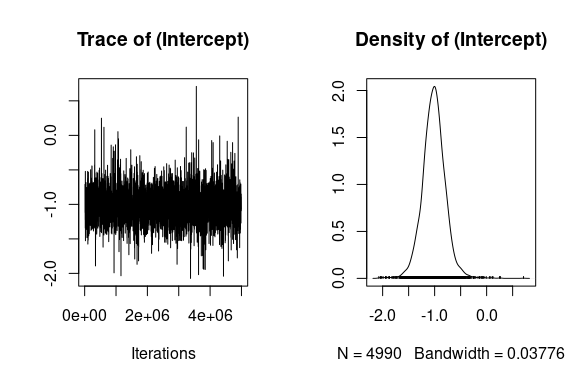 Trace of (Intercept)
0.0
-1.0
-2.0
0e+00 2e+06 4e+06
Iterations
Density of (Intercept)
2.0
1.5
1.0
0.5
0.0
-2.0 -1.0 0.0
N = 4990 Bandwidth = 0.03776